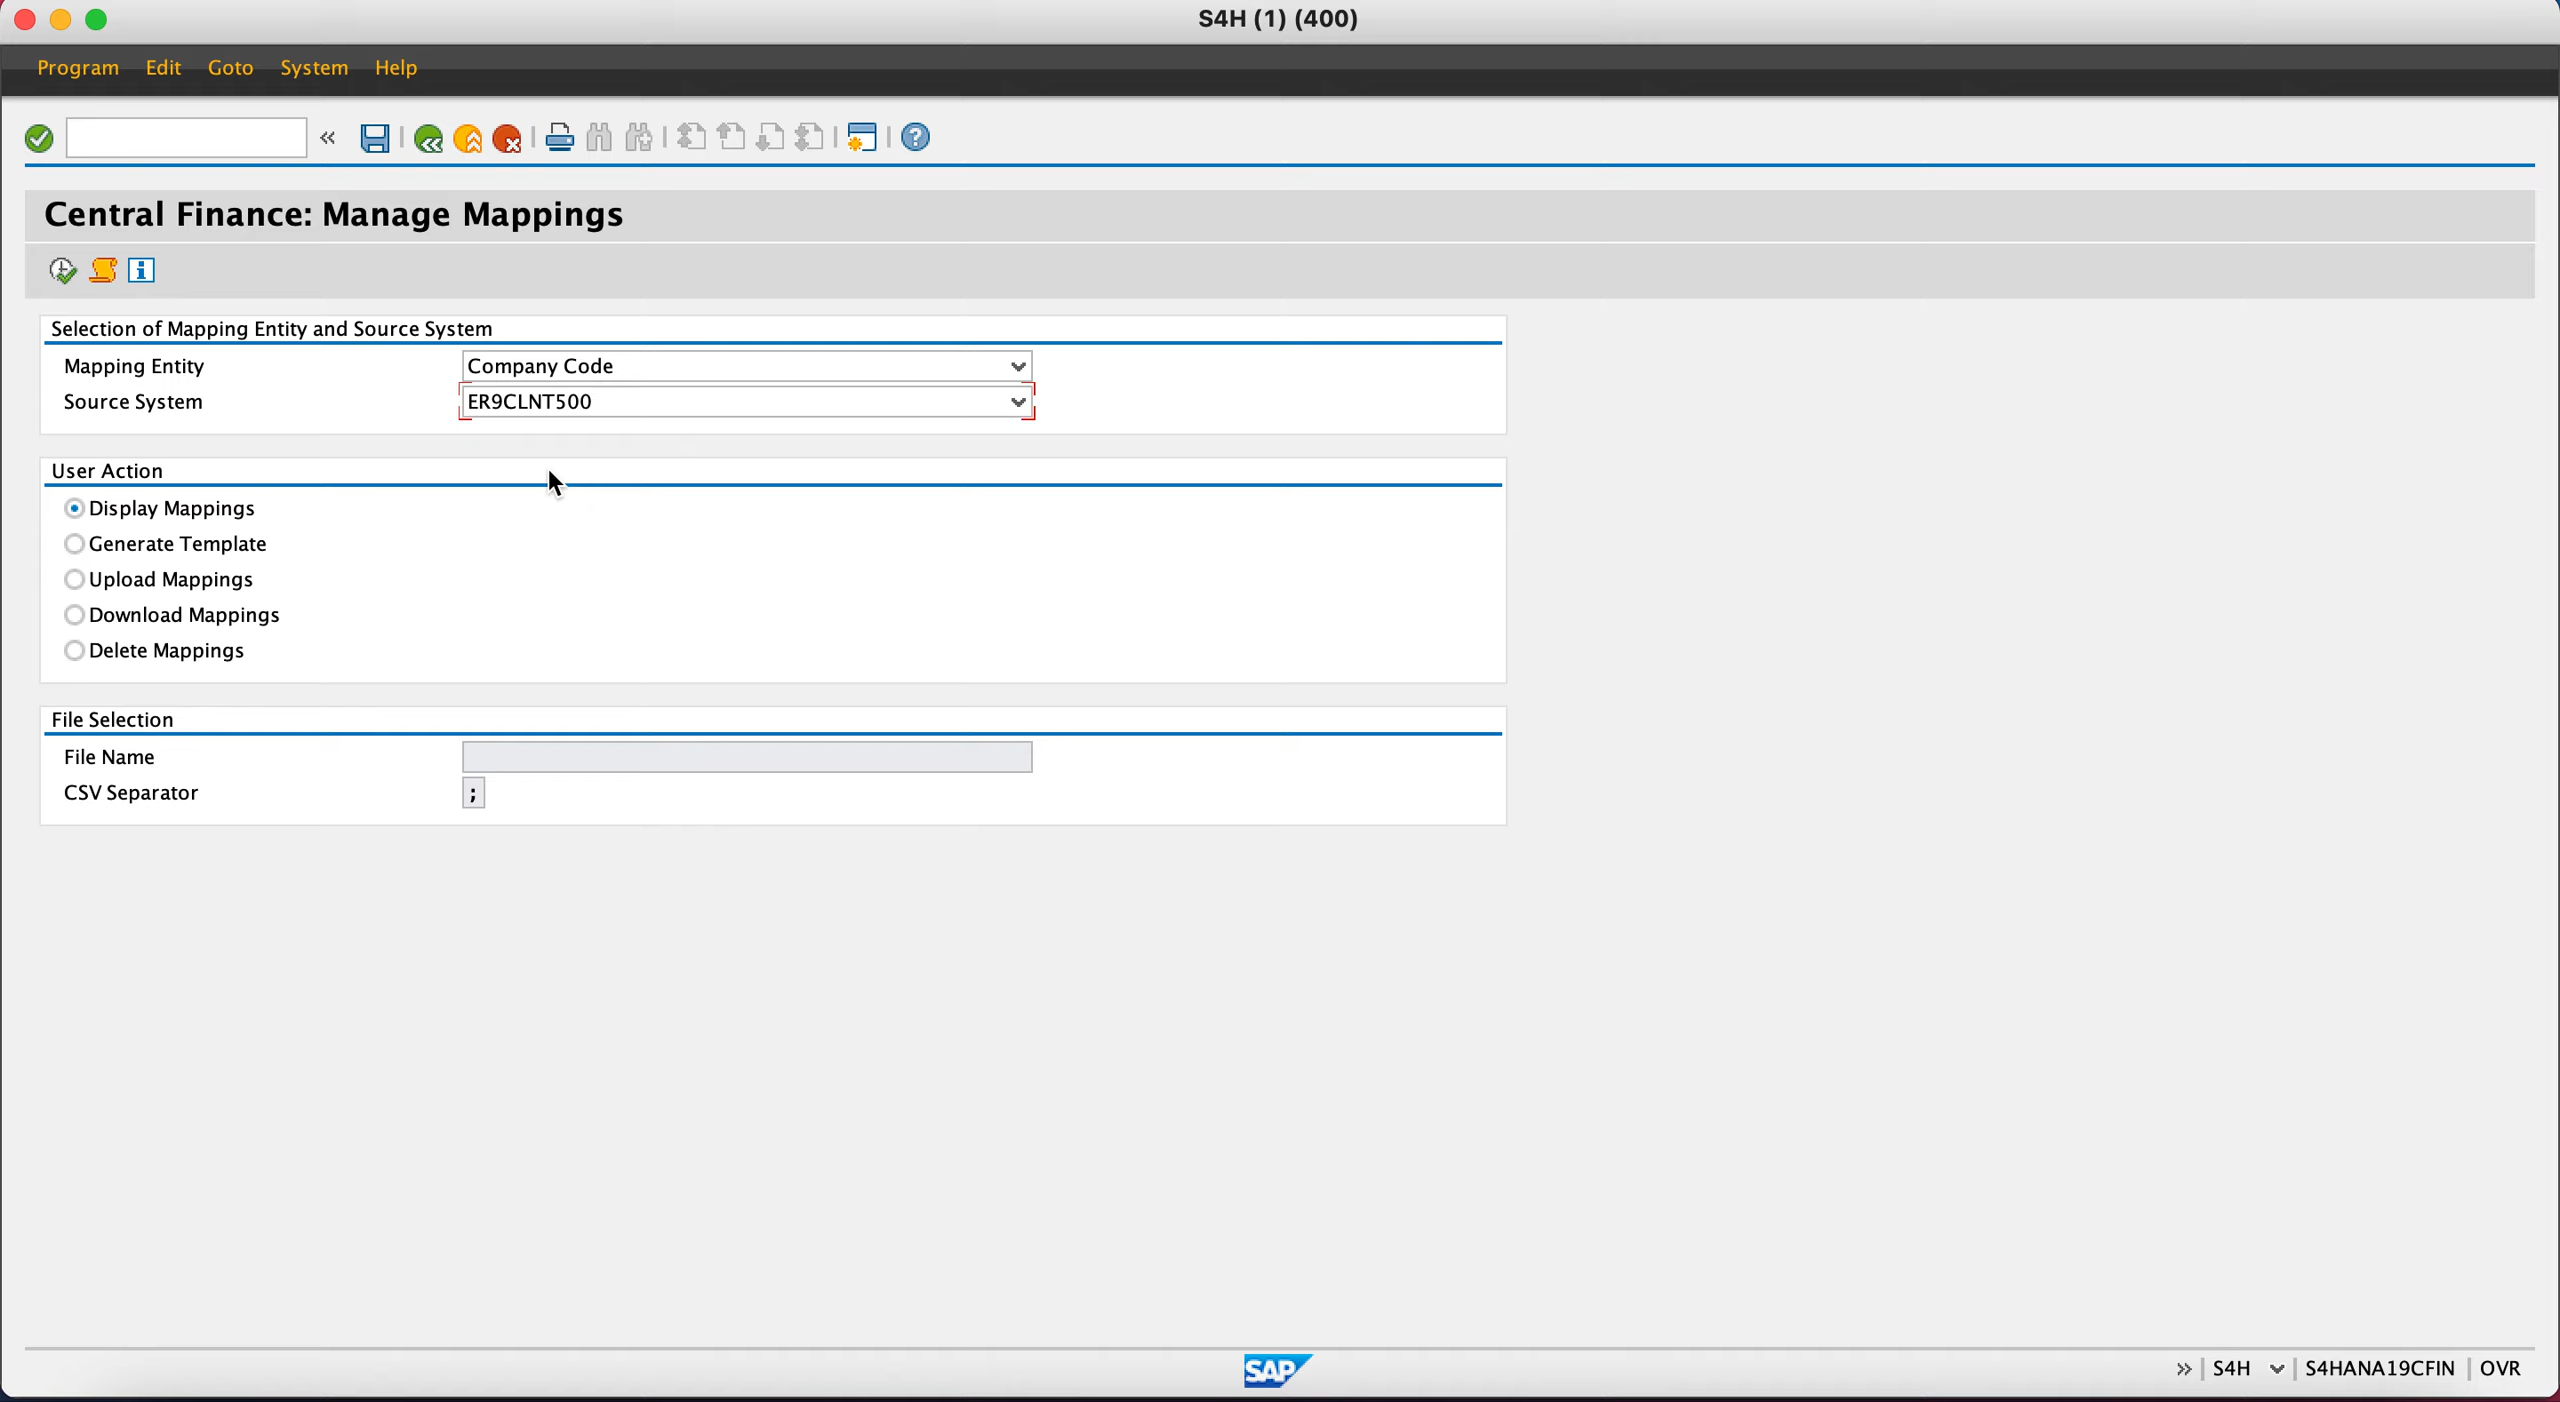 S4H (1) (400)
Program Edit Goto System Help
Central Finance: Manage Mappings
Selection of Mapping Entity and Source System
Mapping Entity Company Code
Source System ER9CLNT500
User Action
Display Mappings
Generate Template
Upload Mappings
Download Mappings
Delete Mappings
File Selection
File Name
CSV Separator ;
SAP S4H S4HANA19CFIN OVR